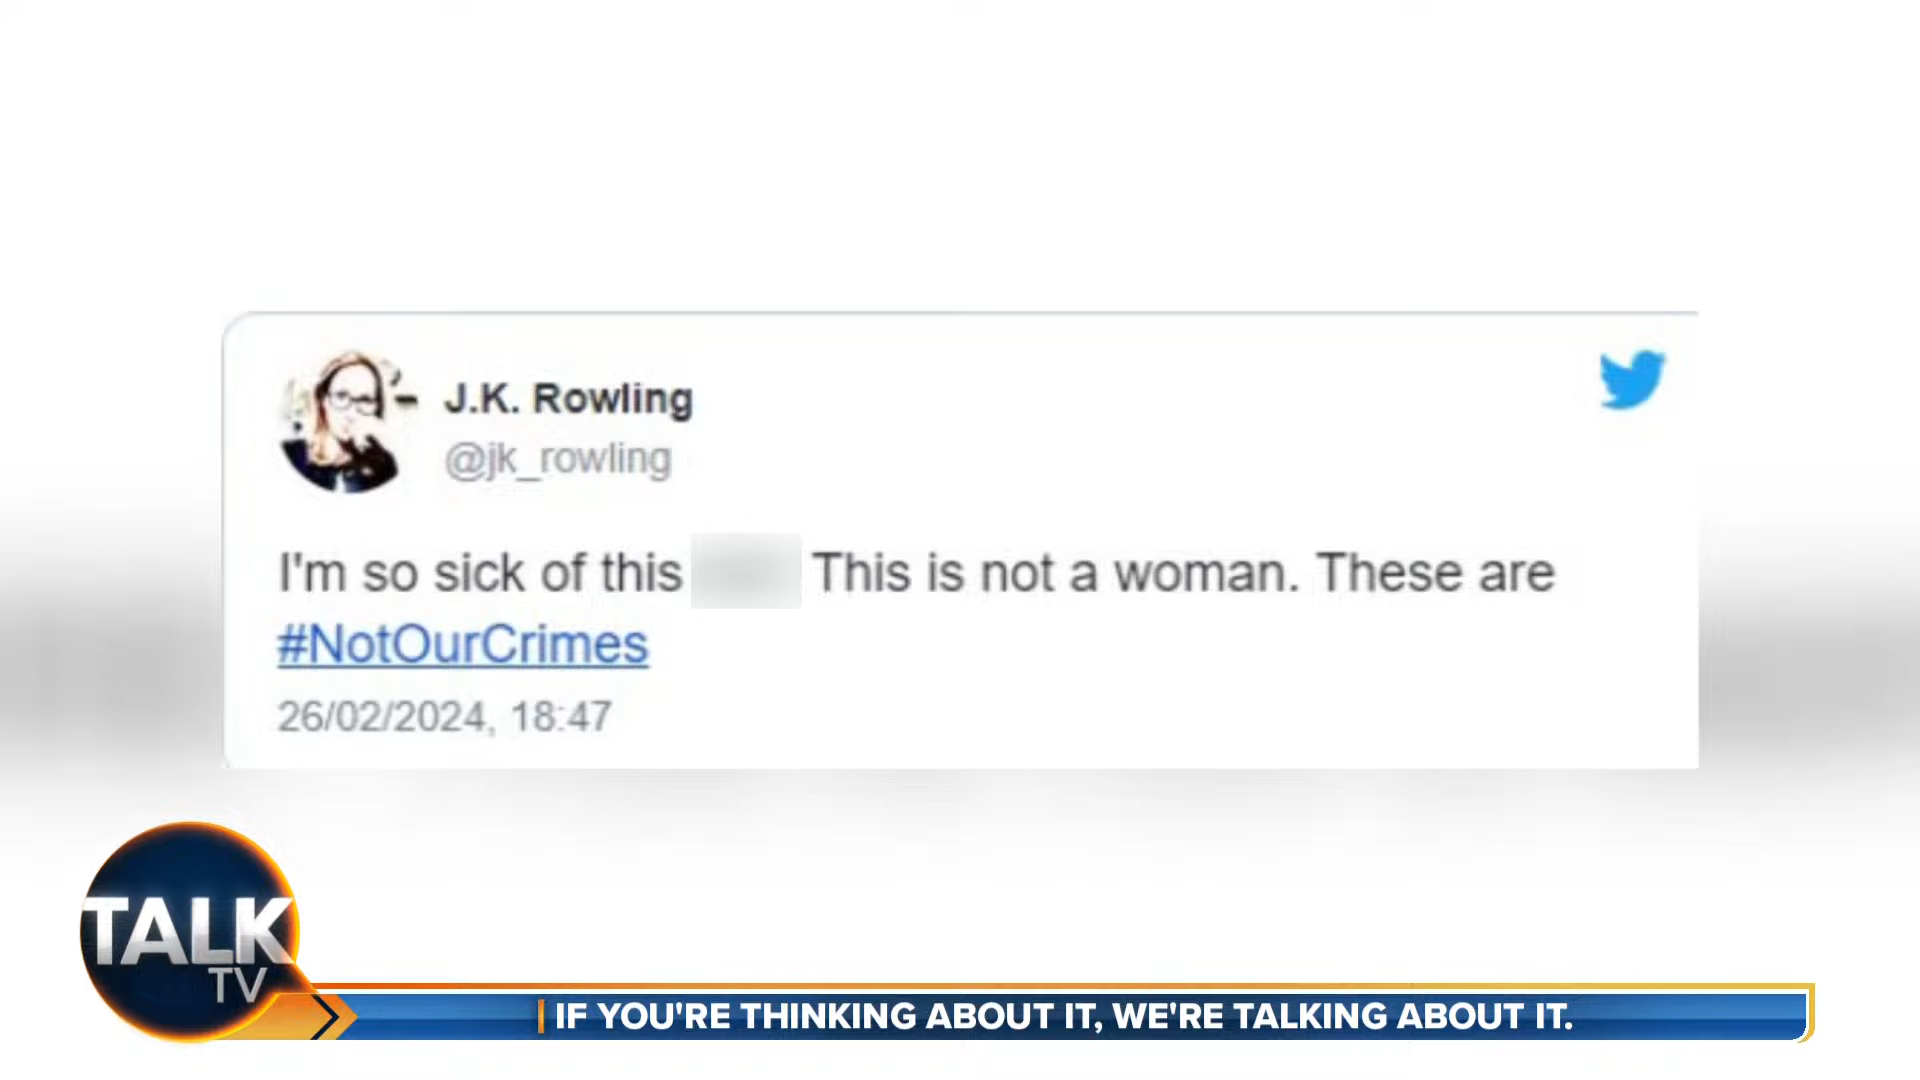 J.K. Rowling
@jk_rowling
I'm so sick of this This is not a woman. These are
#NotOurCrimes
26/02/2024, 18:47
TALK
TV
IF YOU'RE THINKING ABOUT IT, WE'RE TALKING ABOUT IT.